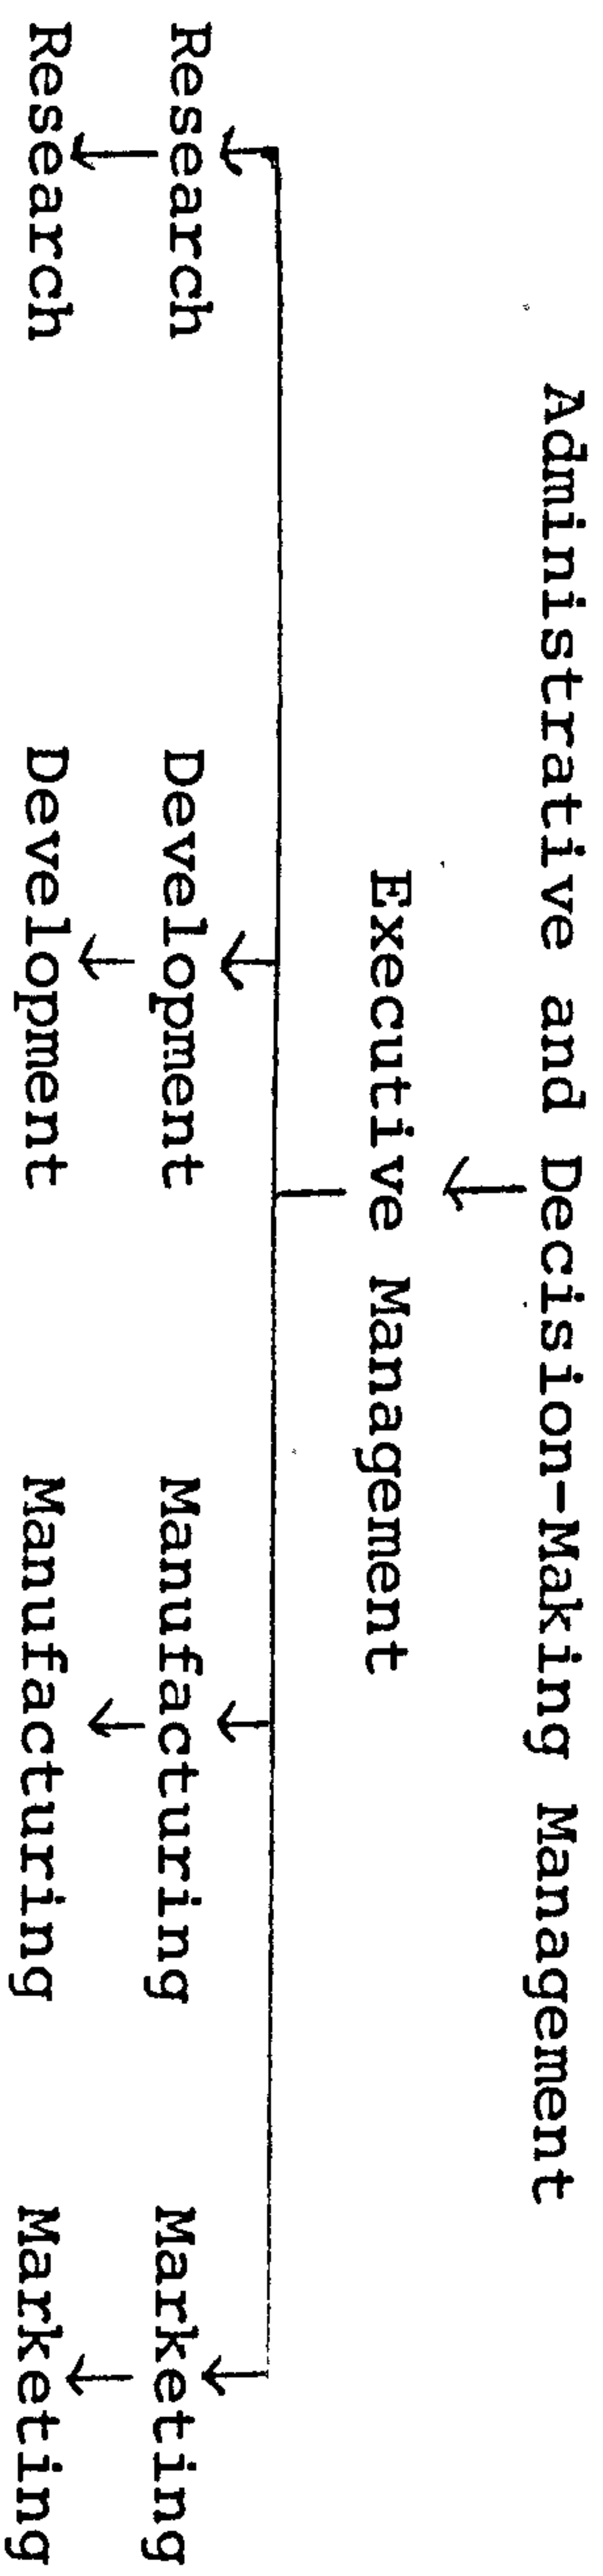 Administrative and Decision-Making Management
Executive Management
Research Development Manufacturing Marketing
Research Development Manufacturing Marketing